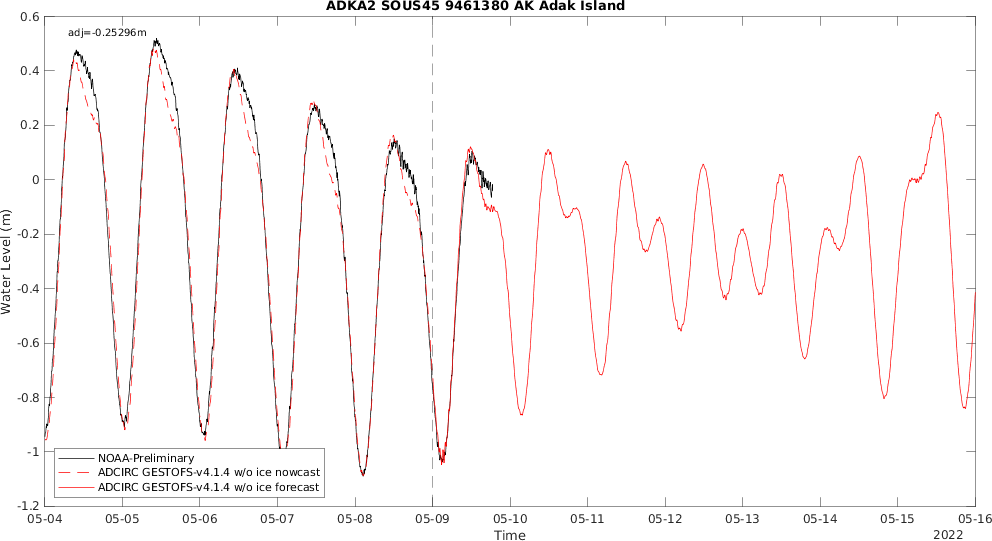 ADKA2 SOUS45 9461380 AK Adak Island
adj=-0.25296m
Water Level (m)
0.6
0.4
0.2
0
-0.2
-0.4
-0.6
-0.8
-1
-1.2
NOAA-Preliminary
ADCIRC GESTOFS-v4.1.4 w/o ice nowcast
ADCIRC GESTOFS-v4.1.4 w/o ice forecast
05-04 05-05 05-06 05-07 05-08 05-09 05-10 05-11 05-12 05-13 05-14 05-15 05-16
Time
2022